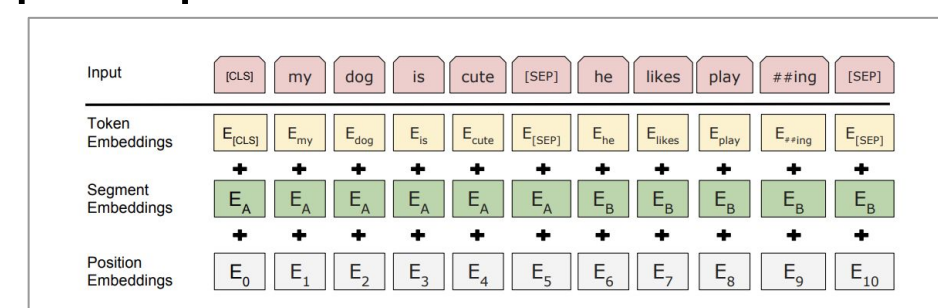 Input [CLS] my dog is cute [SEP] he likes play ##ing [SEP]
Token Embeddings E[CLS] Emy Edog Eis Ecute E[SEP] Ehe Elikes Eplay E##ing E[SEP]
+ + + + + + + + + + +
Segment Embeddings EA EA EA EA EA EA EB EB EB EB EB
+ + + + + + + + + + +
Position Embeddings E0 E1 E2 E3 E4 E5 E6 E7 E8 E9 E10